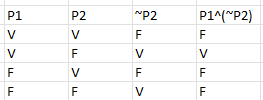 P1 P2 ~P2 P1^(~P2)
V V F F
V F V V
F V F F
F F V F